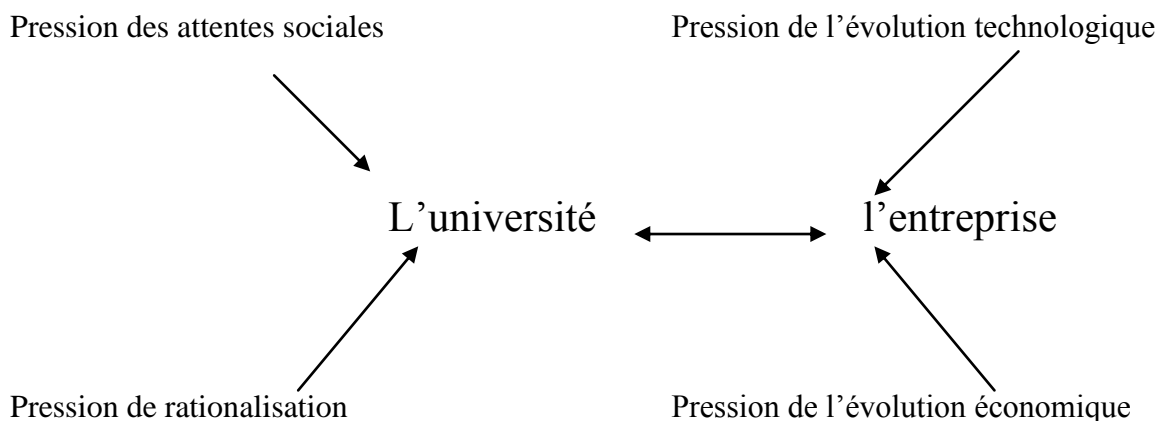 Pression des attentes sociales
Pression de l’évolution technologique
L’université
l’entreprise
Pression de rationalisation
Pression de l’évolution économique